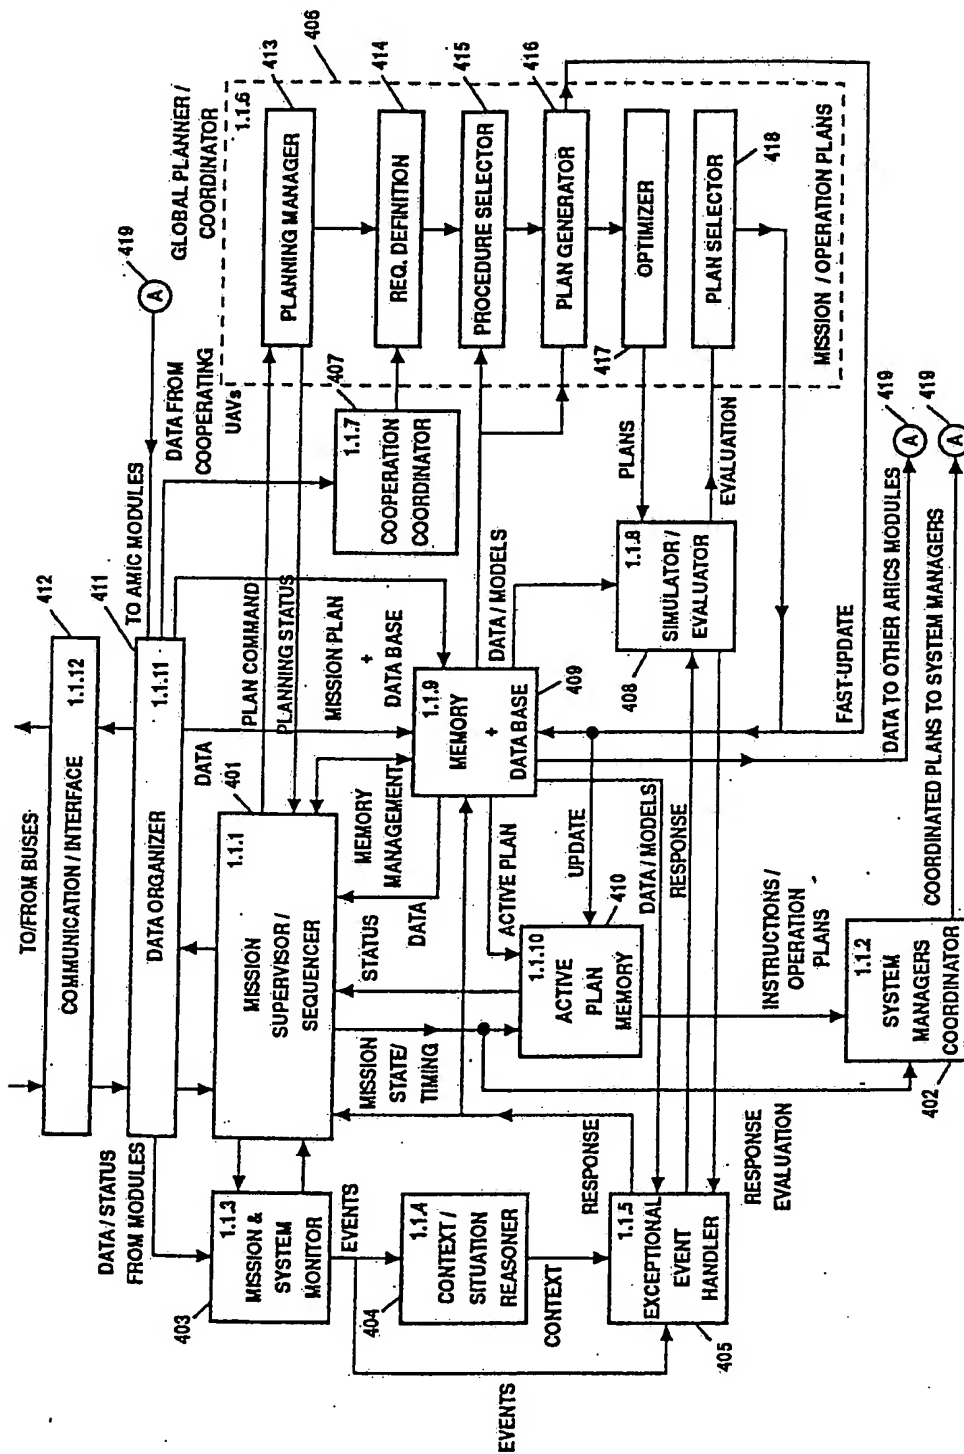 TO/FROM BUSES
412
1.1.12
COMMUNICATION / INTERFACE
411
1.1.11
DATA ORGANIZER
TO AMIC MODULES
DATA FROM
COOPERATING
UAVs
419
A
GLOBAL PLANNER /
COORDINATOR
1.1.6
406
413
PLANNING MANAGER
414
REQ. DEFINITION
415
PROCEDURE SELECTOR
416
PLAN GENERATOR
417
OPTIMIZER
418
PLAN SELECTOR
MISSION / OPERATION PLANS
DATA / STATUS
FROM MODULES
DATA
401
1.1.1
MISSION
SUPERVISOR /
SEQUENCER
PLAN COMMAND
PLANNING STATUS
MISSION PLAN
+
DATA BASE
407
1.1.7
COOPERATION
COORDINATOR
403
1.1.3
MISSION &
SYSTEM
MONITOR
EVENTS
EVENTS
404
1.1.4
CONTEXT /
SITUATION
REASONER
CONTEXT
405
1.1.5
EXCEPTIONAL
EVENT
HANDLER
RESPONSE
MISSION
STATE/
TIMING
STATUS
DATA
MEMORY
MANAGEMENT
ACTIVE PLAN
1.1.9
MEMORY
+
DATA BASE
409
DATA / MODELS
PLANS
1.1.8
SIMULATOR /
EVALUATOR
408
EVALUATION
UPDATE
410
1.1.10
ACTIVE
PLAN
MEMORY
DATA / MODELS
RESPONSE
RESPONSE
EVALUATION
FAST-UPDATE
INSTRUCTIONS /
OPERATION
PLANS
1.1.2
SYSTEM
MANAGERS
COORDINATOR
402
DATA TO OTHER ARICS MODULES
419
A
COORDINATED PLANS TO SYSTEM MANAGERS
419
A